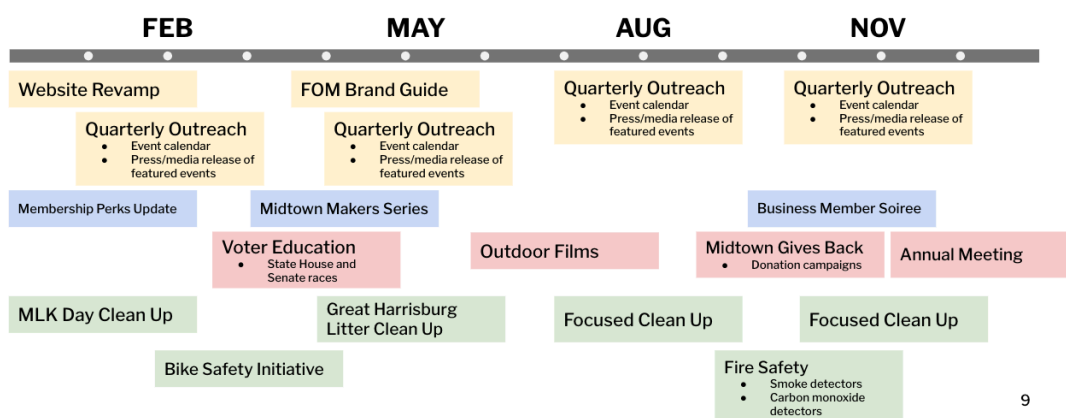 FEB MAY AUG NOV
Website Revamp
FOM Brand Guide
Quarterly Outreach
● Event calendar
● Press/media release of
featured events
Quarterly Outreach
● Event calendar
● Press/media release of
featured events
Quarterly Outreach
● Event calendar
● Press/media release of
featured events
Quarterly Outreach
● Event calendar
● Press/media release of
featured events
Membership Perks Update
Midtown Makers Series
Business Member Soiree
Voter Education
● State House and
Senate races
Outdoor Films
Midtown Gives Back
● Donation campaigns
Annual Meeting
MLK Day Clean Up
Great Harrisburg
Litter Clean Up
Focused Clean Up
Focused Clean Up
Bike Safety Initiative
Fire Safety
● Smoke detectors
● Carbon monoxide
detectors
9